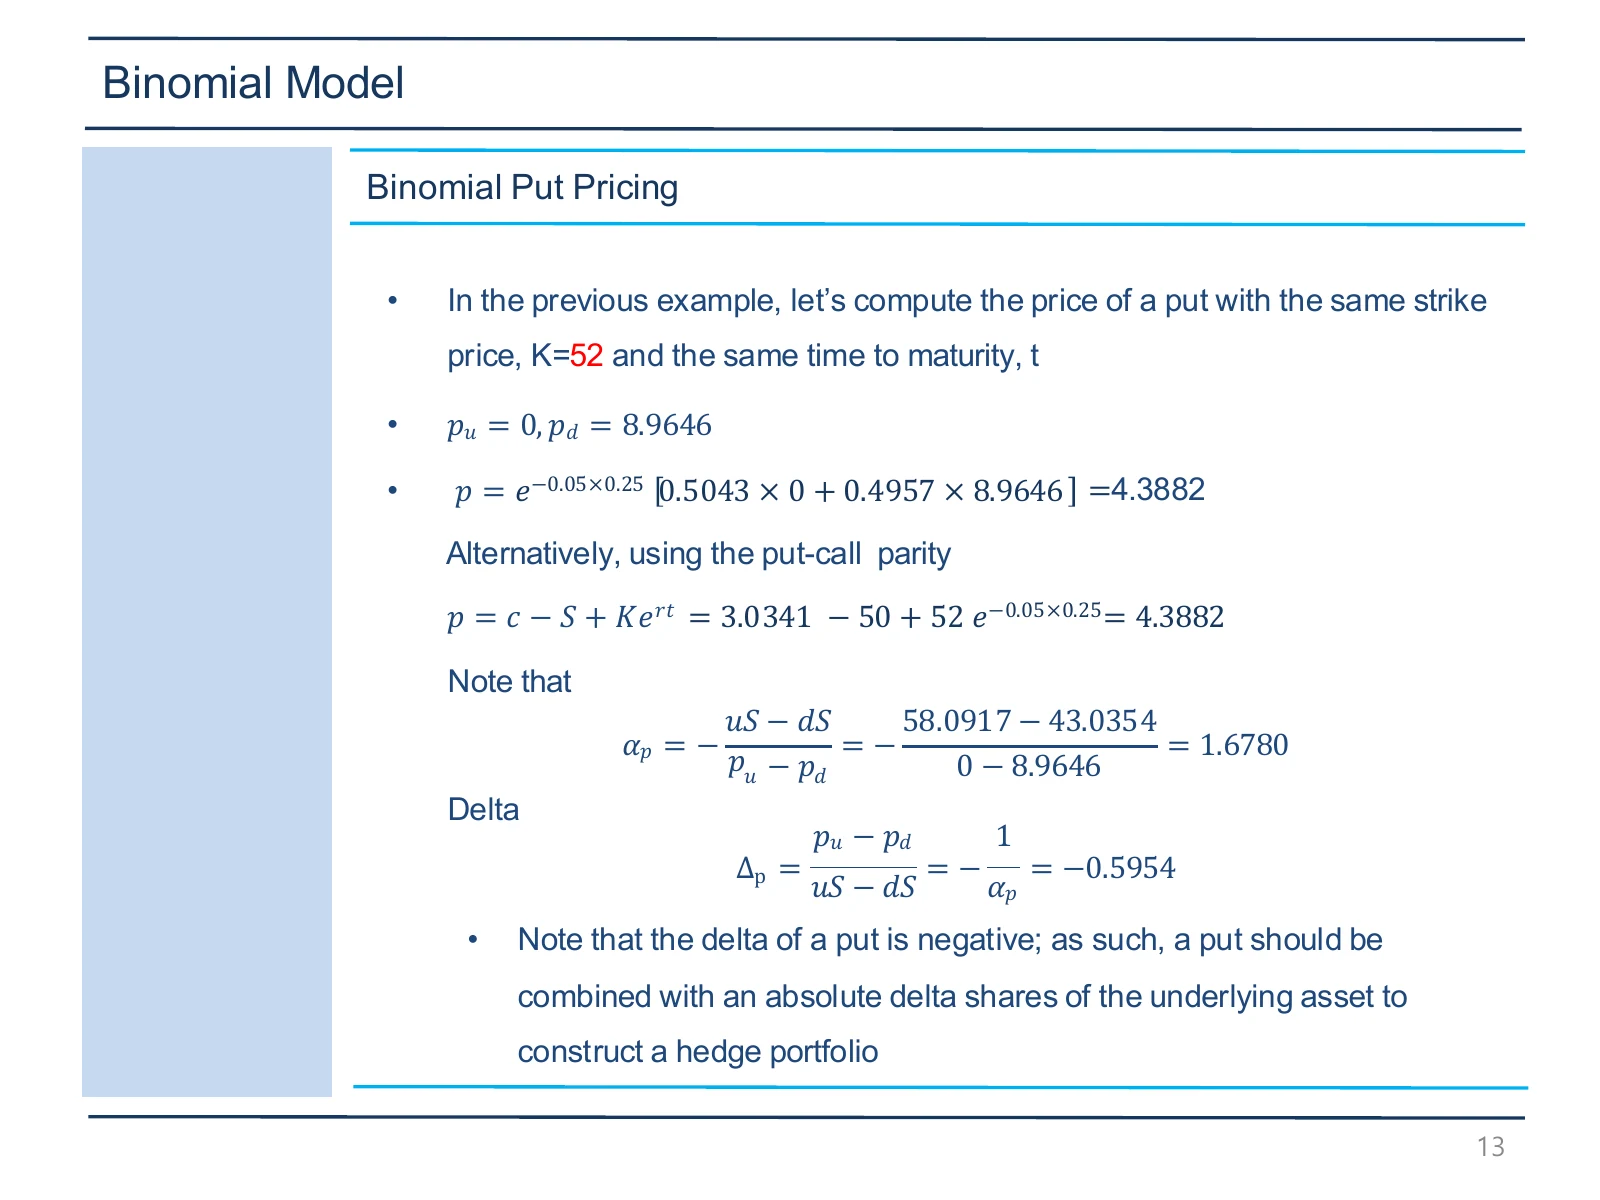 Binomial Model
Binomial Put Pricing
• In the previous example, let’s compute the price of a put with the same strike
price, K=52 and the same time to maturity, t
• p_u = 0, p_d = 8.9646
• p = e^{−0.05×0.25} [0.5043 × 0 + 0.4957 × 8.9646] =4.3882
Alternatively, using the put-call parity
p = c − S + Ke^{rt} = 3.0341 − 50 + 52 e^{−0.05×0.25}= 4.3882
Note that
α_p = − (uS − dS)/(p_u − p_d) = − (58.0917 − 43.0354)/(0 − 8.9646) = 1.6780
Delta
Δ_p = (p_u − p_d)/(uS − dS) = − 1/α_p = −0.5954
• Note that the delta of a put is negative; as such, a put should be
combined with an absolute delta shares of the underlying asset to
construct a hedge portfolio
13